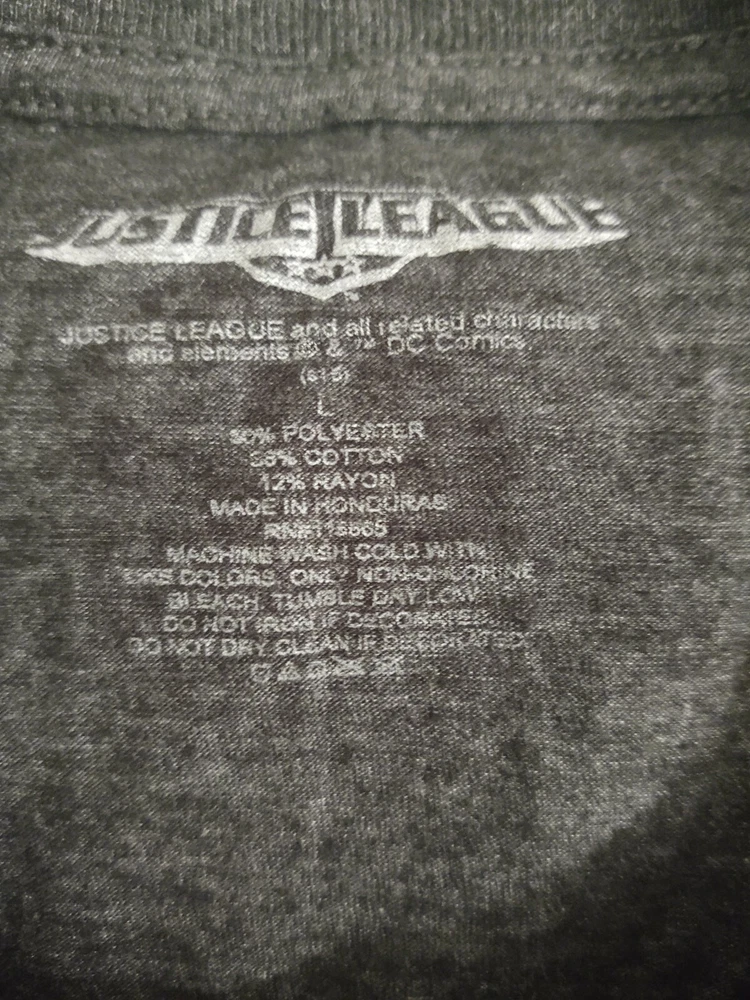 JUSTICE LEAGUE
JUSTICE LEAGUE and all related characters
and elements © & ™ DC Comics.
(s16)
L
50% POLYESTER
38% COTTON
12% RAYON
MADE IN HONDURAS
MACHINE WASH COLD WITH
LIKE COLORS. ONLY NON-CHLORINE
BLEACH. TUMBLE DRY LOW.
DO NOT IRON IF DECORATED.
DO NOT DRY CLEAN IF DECORATED.